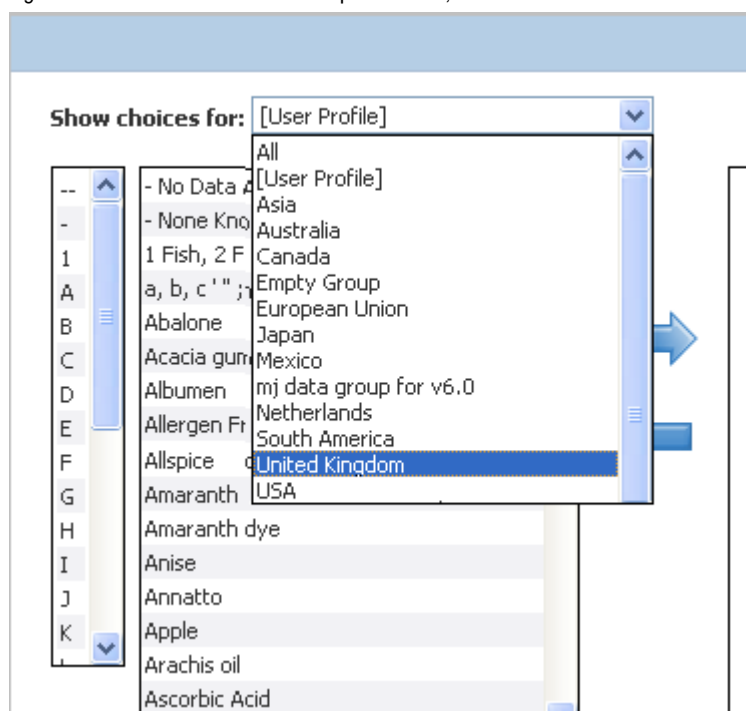 Show choices for: [User Profile]
All
[User Profile]
Asia
Australia
Canada
Empty Group
European Union
Japan
Mexico
mj data group for v6.0
Netherlands
South America
United Kingdom
USA
--
-
1
A
B
C
D
E
F
G
H
I
J
K
- No Data
- None Kno
1 Fish, 2 F
a, b, c ' " ;
Abalone
Acacia gum
Albumen
Allergen Fr
Allspice
Amaranth
Amaranth dye
Anise
Annatto
Apple
Arachis oil
Ascorbic Acid